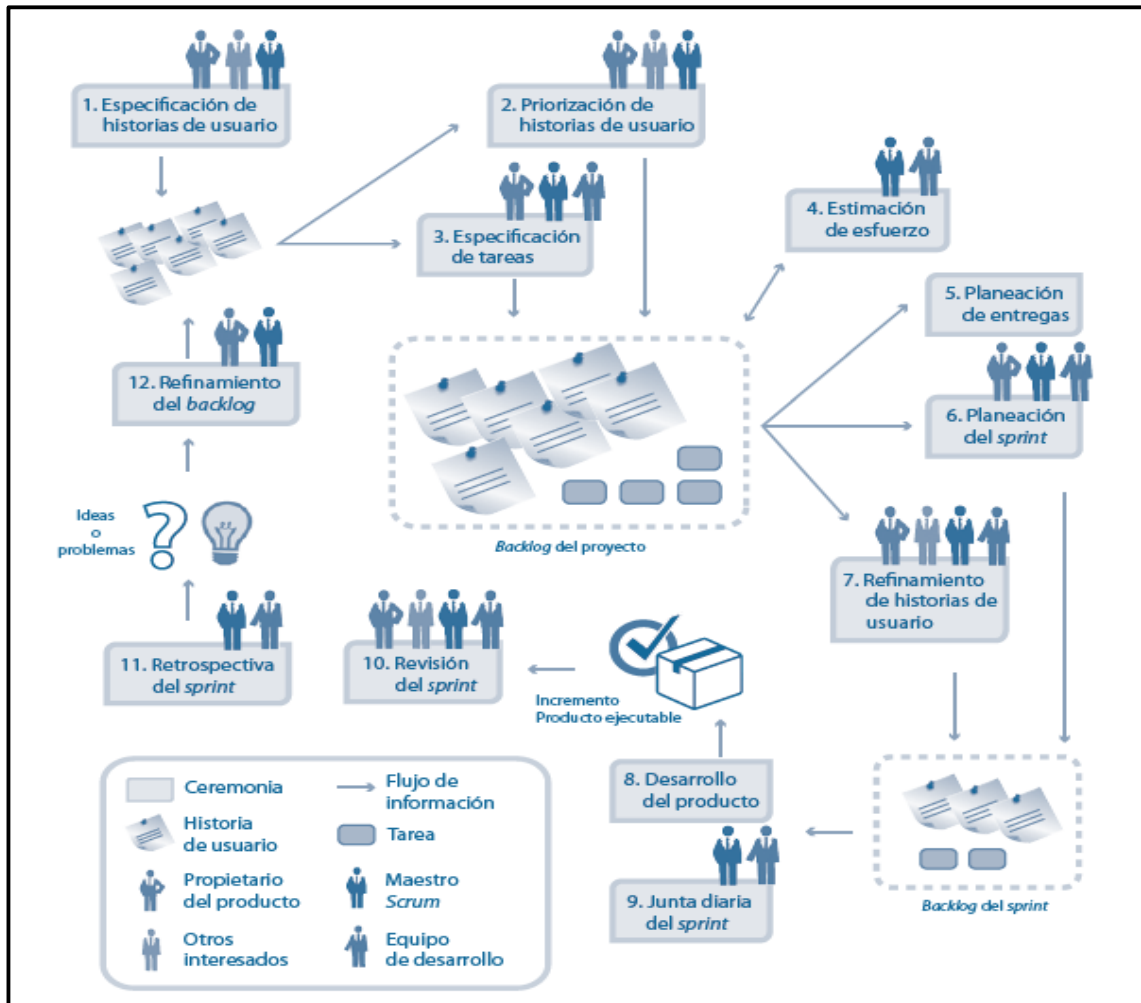 1. Especificación de
historias de usuario
2. Priorización de
historias de usuario
3. Especificación
de tareas
4. Estimación
de esfuerzo
5. Planeación
de entregas
12. Refinamiento
del backlog
6. Planeación
del sprint
Backlog del proyecto
Ideas
o
problemas
7. Refinamiento
de historias de
usuario
11. Retrospectiva
del sprint
10. Revisión
del sprint
Incremento
Producto ejecutable
8. Desarrollo
del producto
9. Junta diaria
del sprint
Backlog del sprint
Ceremonia
Flujo de
información
Historia
de usuario
Tarea
Propietario
del producto
Maestro
Scrum
Otros
interesados
Equipo
de desarrollo